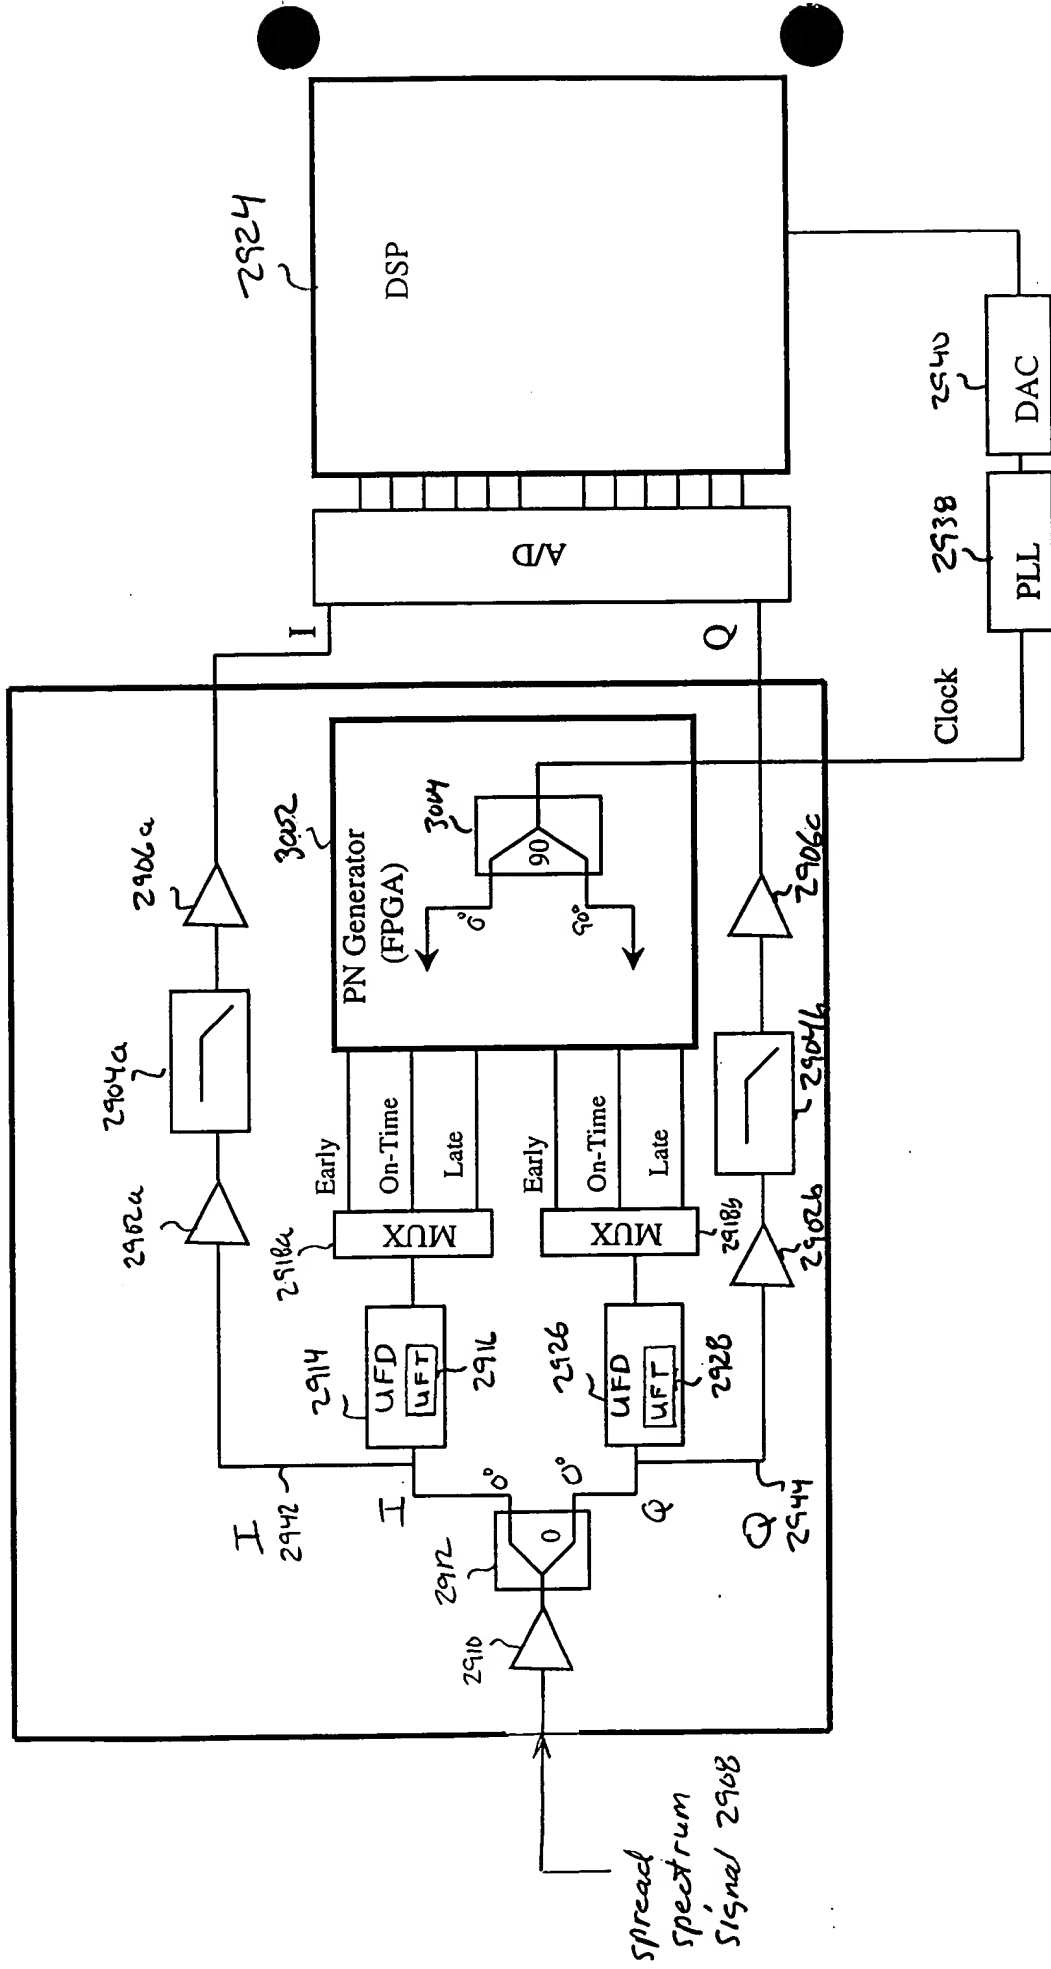 spread
spectrum
signal 2908
2910
2912
0
0°
0°
I
Q
I
2942
Q
2944
2914
UFD
UFT
2916
2926
UFD
UFT
2928
2918a
MUX
MUX
2918b
Early
On-Time
Late
Early
On-Time
Late
2902a
2904a
2906a
2902b
2904b
2906c
3002
PN Generator
(FPGA)
3004
90
0°
90°
I
Q
A/D
2924
DSP
Clock
2938
PLL
2940
DAC